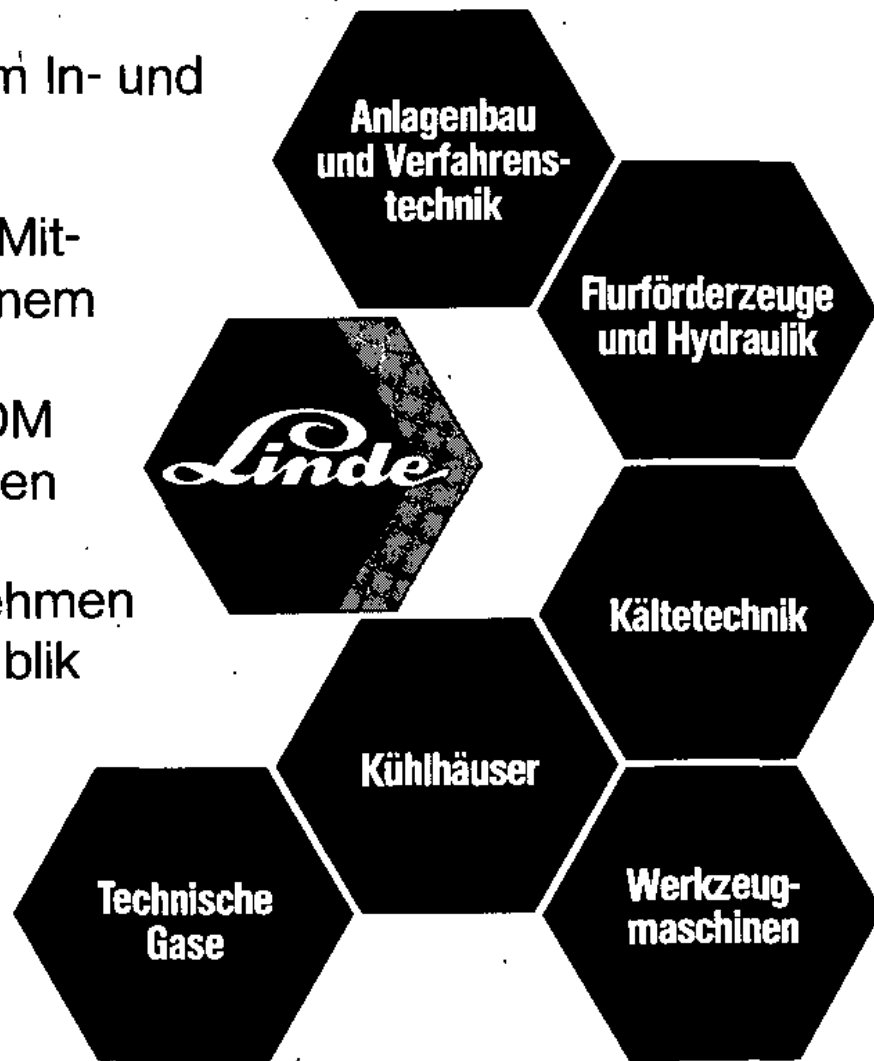 m In- und
Mit-
nem
DM
en
ehmen
blik
Anlagenbau
und Verfahrens-
technik
Flurförderzeuge
und Hydraulik
Linde
Kältetechnik
Kühlhäuser
Technische
Gase
Werkzeug-
maschinen